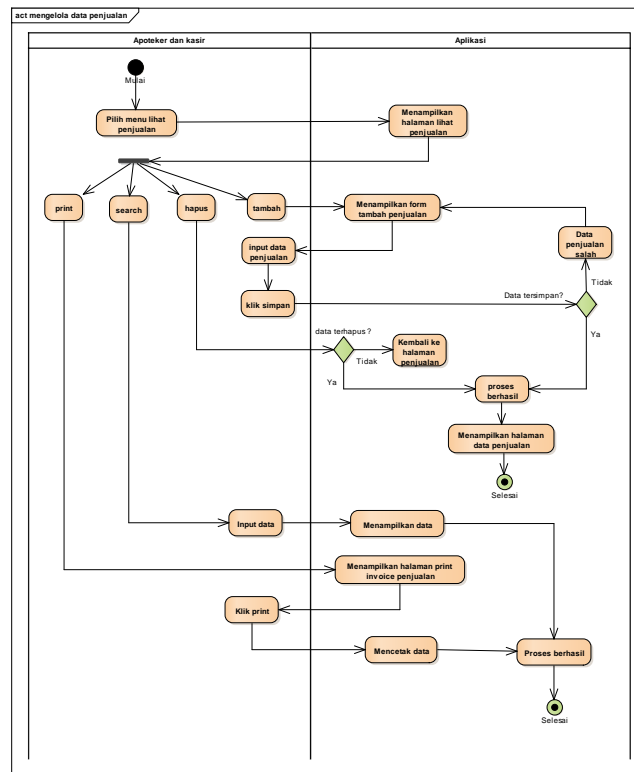 act mengelola data penjualan
Apoteker dan kasir
Aplikasi
Mulai
Pilih menu lihat
penjualan
Menampilkan
halaman lihat
penjualan
print
search
hapus
tambah
Menampilkan form
tambah penjualan
Data
penjualan
salah
input data
penjualan
Tidak
klik simpan
Data tersimpan?
Ya
data terhapus?
Kembali ke
halaman
penjualan
Tidak
Ya
proses
berhasil
Menampilkan halaman
data penjualan
Selesai
Input data
Menampilkan data
Menampilkan halaman print
invoice penjualan
Klik print
Mencetak data
Proses berhasil
Selesai